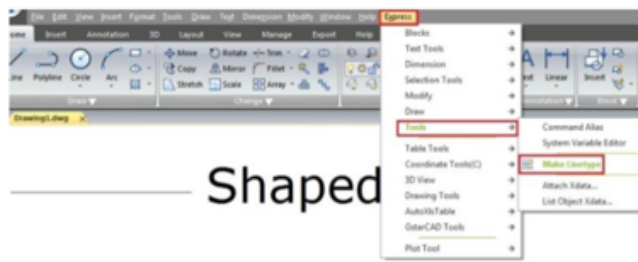 File Edit View Insert Format Tools Draw Text Dimension Modify Window Help Express
ome Insert Annotation 3D Layout View Manage Export Help
Move Rotate Trim
Copy Mirror Fillet
Stretch Scale Array
ine Polyline Circle Arc
Linear Insert
Draw Change Block
Drawing1.dwg x
Blocks
Text Tools
Dimension
Selection Tools
Modify
Draw
Tools
Table Tools
Coordinate Tools(C)
3D View
Drawing Tools
AutoXlsTable
GstarCAD Tools
Plot Tool
Command Alias
System Variable Editor
Make Linetype
Attach Xdata...
List Object Xdata...
Shaped